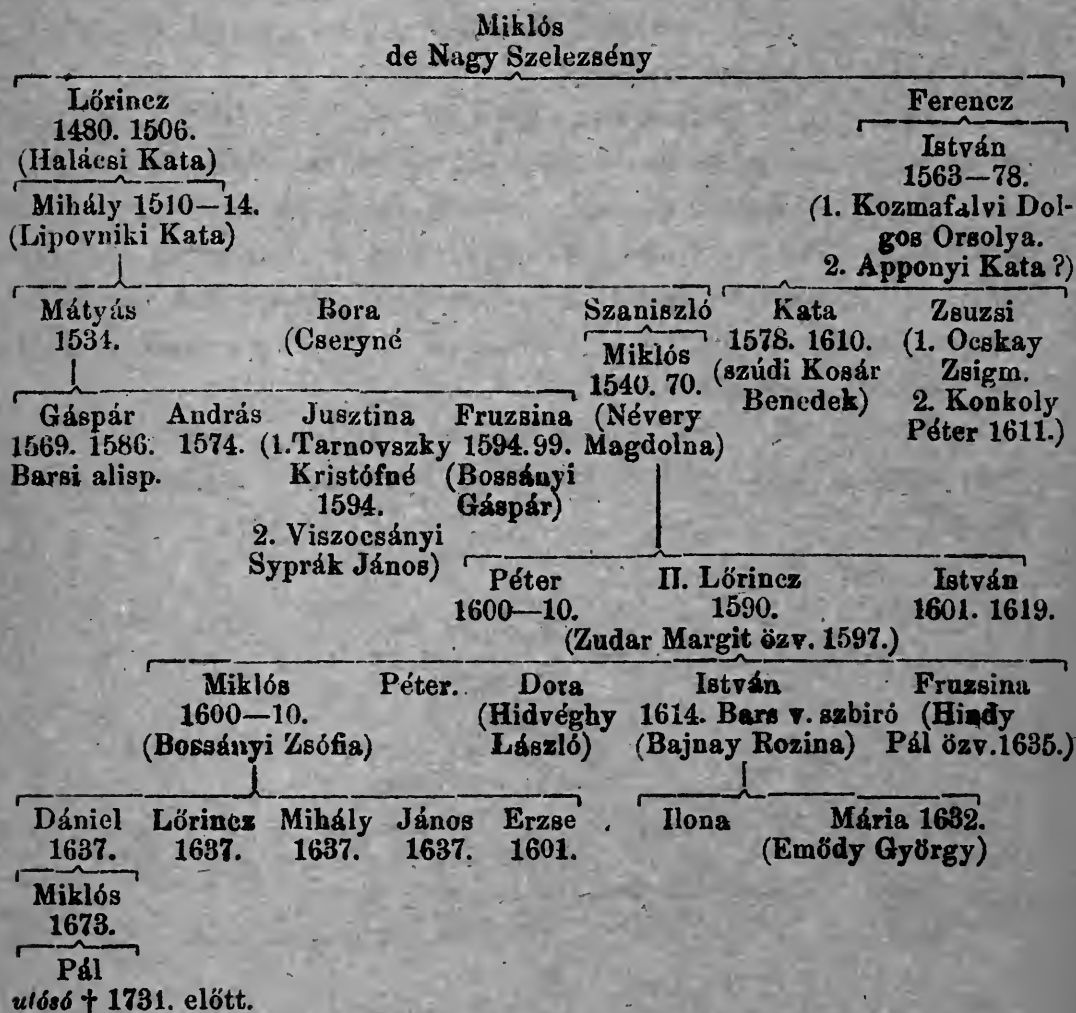 Miklós
de Nagy Szelezsény
Lőrincz Ferencz
1480. 1506. István
(Halácsi Kata) 1563—78.
Mihály 1510—14. (1. Kozmafalvi Dol-
(Lipovniki Kata) gos Orsolya.
2. Apponyi Kata ?)
Mátyás Bora Szaniszló Kata Zsuzsi
1534. (Cseryné Miklós 1578. 1610. (1. Ocskay
1540. 70. (szúdi Kosár Zsigm.
Gáspár András Jusztina Fruzsina (Névery Benedek) 2. Konkoly
1569. 1586. 1574. (1.Tarnovszky 1594.99. Magdolna) Péter 1611.)
Barsi alisp. Kristófné (Bossányi
1594. Gáspár)
2. Viszocsányi
Syprák János)
Péter II. Lőrincz István
1600—10. 1590. 1601. 1619.
(Zudar Margit özv. 1597.)
Miklós Péter. Dora István Fruzsina
1600—10. (Hidvéghy 1614. Bars v. szbiró (Hindy
(Bossányi Zsófia) László) (Bajnay Rozina) Pál özv.1635.)
Dániel Lőrincz Mihály János Erzse Ilona Mária 1632.
1637. 1637. 1637. 1637. 1601. (Emődy György)
Miklós
1673.
Pál
utósó † 1731. előtt.